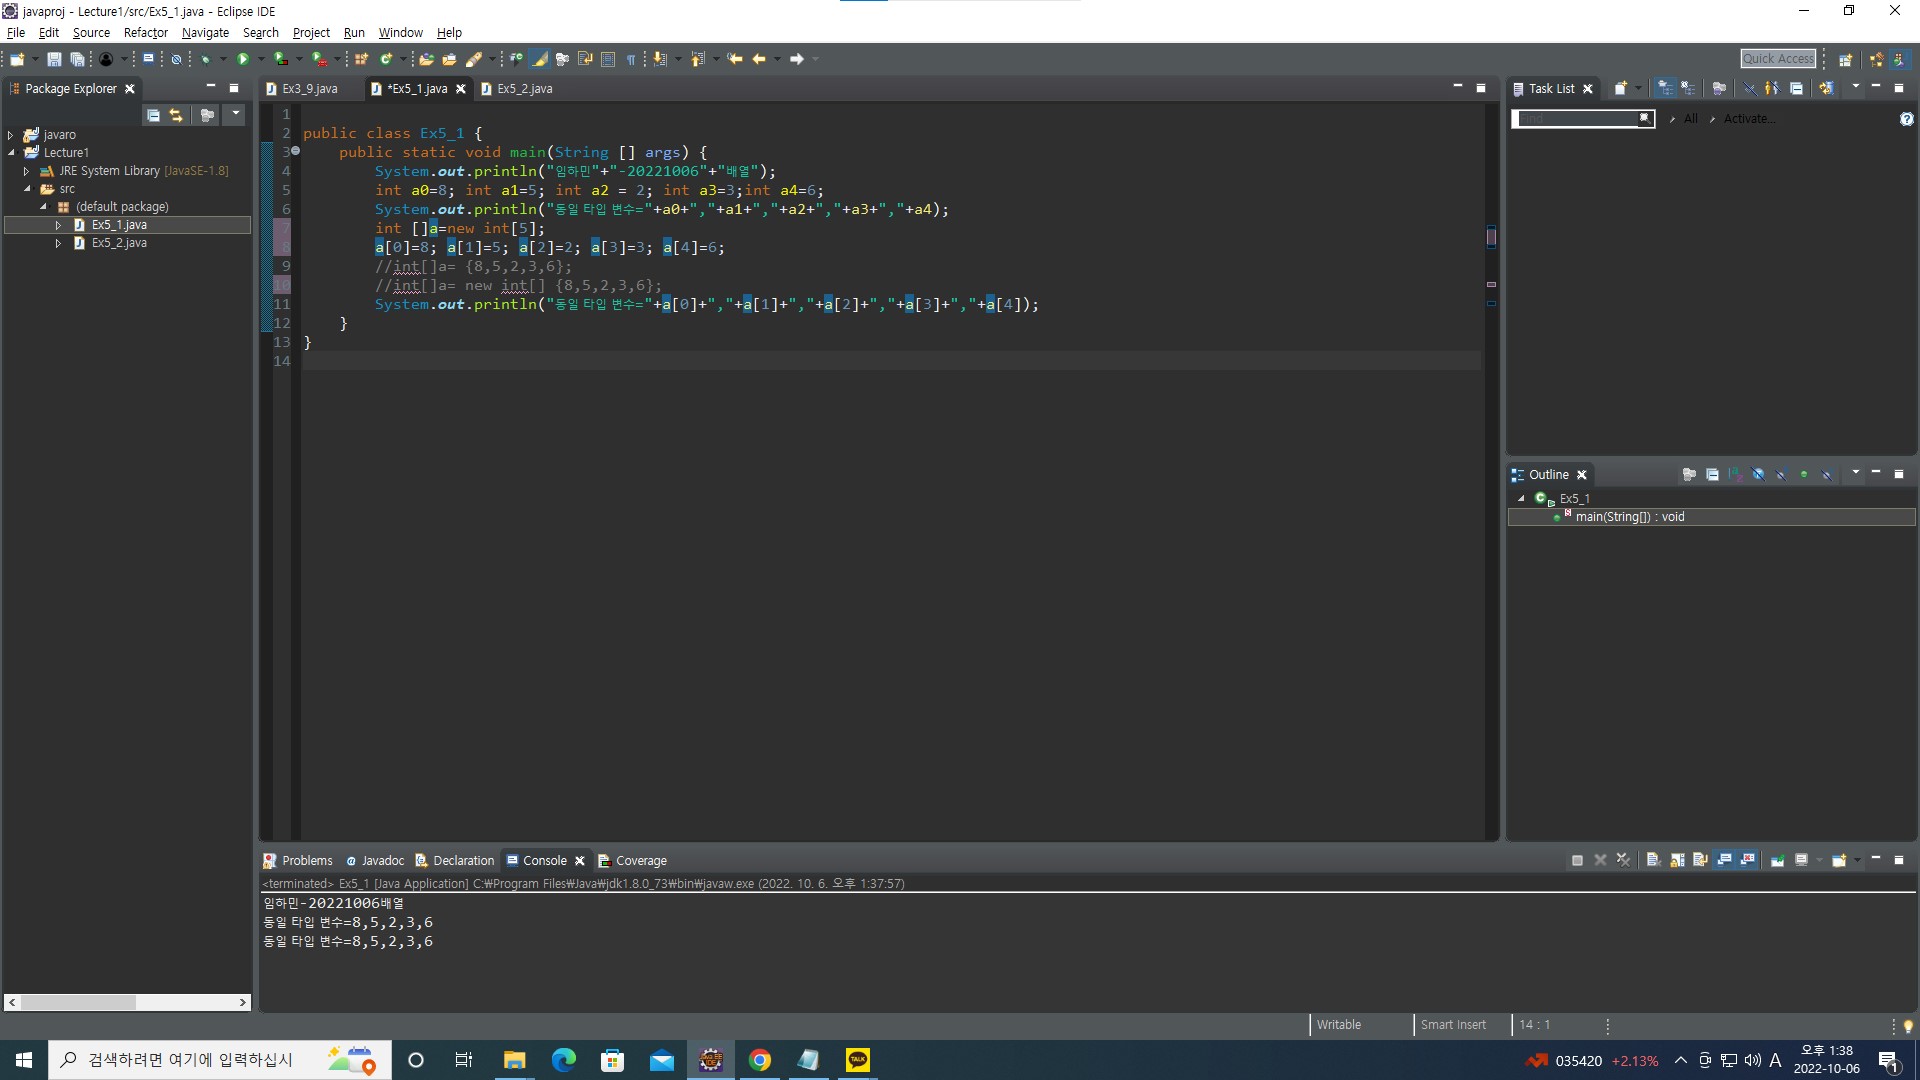 javaproj - Lecture1/src/Ex5_1.java - Eclipse IDE
File Edit Source Refactor Navigate Search Project Run Window Help
Quick Access
Package Explorer
Ex3_9.java *Ex5_1.java Ex5_2.java
Task List
Find All Activate...
javaro
Lecture1
JRE System Library [JavaSE-1.8]
src
(default package)
Ex5_1.java
Ex5_2.java
1
2 public class Ex5_1 {
3 public static void main(String [] args) {
4 System.out.println("임하민"+"-20221006"+"배열");
5 int a0=8; int a1=5; int a2 = 2; int a3=3;int a4=6;
6 System.out.println("동일 타입 변수="+a0+","+a1+","+a2+","+a3+","+a4);
7 int []a=new int[5];
8 a[0]=8; a[1]=5; a[2]=2; a[3]=3; a[4]=6;
9 //int[]a= {8,5,2,3,6};
10 //int[]a= new int[] {8,5,2,3,6};
11 System.out.println("동일 타입 변수="+a[0]+","+a[1]+","+a[2]+","+a[3]+","+a[4]);
12 }
13 }
14
Outline
Ex5_1
main(String[]) : void
Problems Javadoc Declaration Console Coverage
<terminated> Ex5_1 [Java Application] C:₩Program Files₩Java₩jdk1.8.0_73₩bin₩javaw.exe (2022. 10. 6. 오후 1:37:57)
임하민-20221006배열
동일 타입 변수=8,5,2,3,6
동일 타입 변수=8,5,2,3,6
Writable Smart Insert 14 : 1
검색하려면 여기에 입력하십시
TALK
035420 +2.13% A 오후 1:38
2022-10-06
1